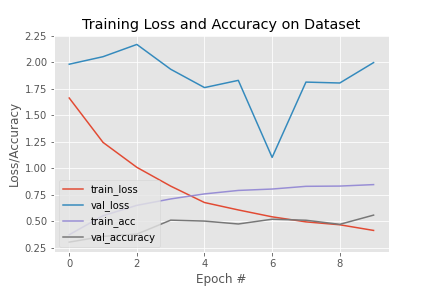 Training Loss and Accuracy on Dataset
Loss/Accuracy
2.25
2.00
1.75
1.50
1.25
1.00
0.75
0.50
0.25
train_loss
val_loss
train_acc
val_accuracy
0 2 4 6 8
Epoch #